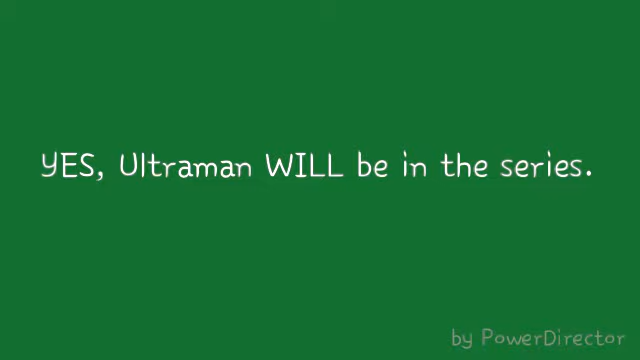 YES, Ultraman WILL be in the series.
by PowerDirector